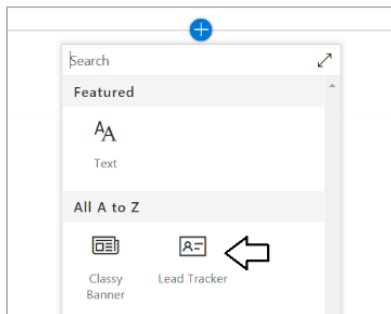 Search
Featured
Text
All A to Z
Classy
Banner
Lead Tracker